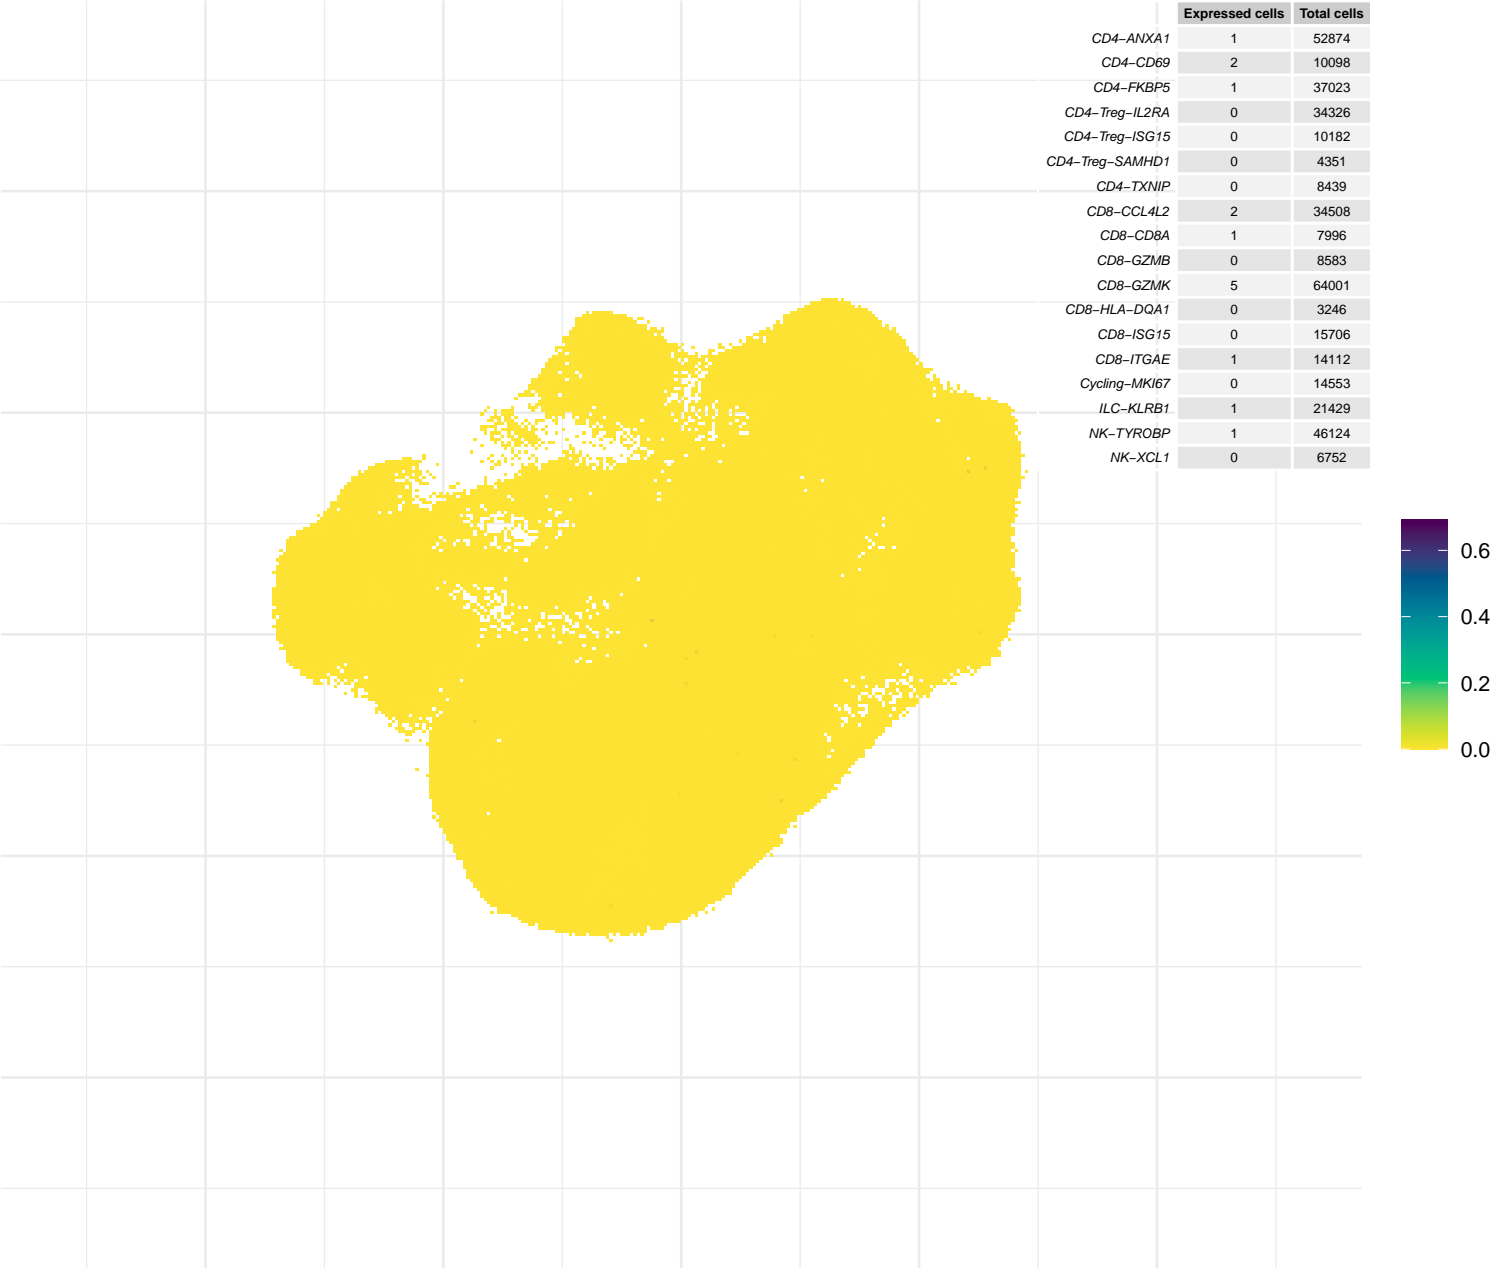 Expressed cells Total cells
CD4−ANXA1 1 52874
CD4−CD69 2 10098
CD4−FKBP5 1 37023
CD4−Treg−IL2RA 0 34326
CD4−Treg−ISG15 0 10182
CD4−Treg−SAMHD1 0 4351
CD4−TXNIP 0 8439
CD8−CCL4L2 2 34508
CD8−CD8A 1 7996
CD8−GZMB 0 8583
CD8−GZMK 5 64001
CD8−HLA−DQA1 0 3246
CD8−ISG15 0 15706
CD8−ITGAE 1 14112
Cycling−MKI67 0 14553
ILC−KLRB1 1 21429
NK−TYROBP 1 46124
NK−XCL1 0 6752
0.6
0.4
0.2
0.0